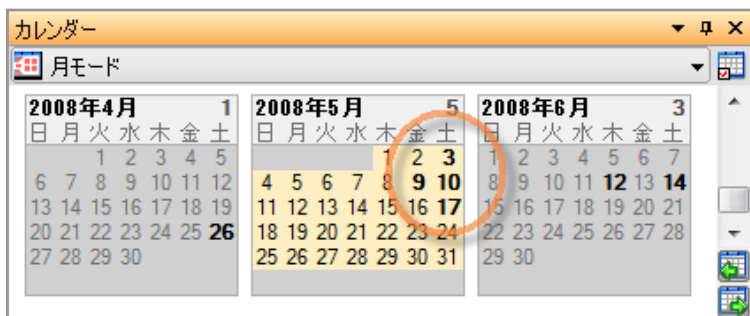 カレンダー
月モード
2008年4月 1
日 月 火 水 木 金 土
1 2 3 4 5
6 7 8 9 10 11 12
13 14 15 16 17 18 19
20 21 22 23 24 25 26
27 28 29 30
2008年5月 5
日 月 火 水 木 金 土
1 2 3
4 5 6 7 8 9 10
11 12 13 14 15 16 17
18 19 20 21 22 23 24
25 26 27 28 29 30 31
2008年6月 3
日 月 火 水 木 金 土
1 2 3 4 5 6 7
8 9 10 11 12 13 14
15 16 17 18 19 20 21
22 23 24 25 26 27 28
29 30